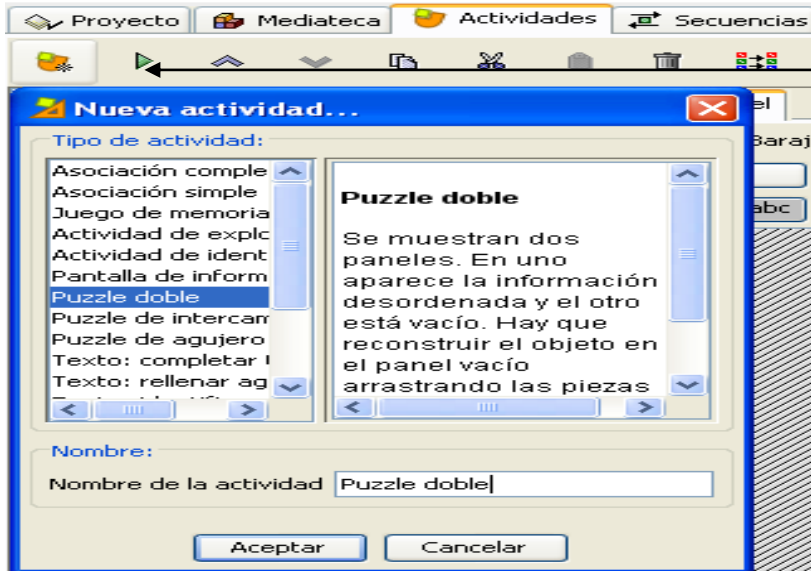 Proyecto Mediateca Actividades Secuencias
Nueva actividad...
el
Baraj
abc
Tipo de actividad:
Asociación comple
Asociación simple
Juego de memoria
Actividad de explc
Actividad de ident
Pantalla de inform
Puzzle doble
Puzzle de intercam
Puzzle de agujero
Texto: completar
Texto: rellenar ag
Puzzle doble
Se muestran dos
paneles. En uno
aparece la información
desordenada y el otro
está vacío. Hay que
reconstruir el objeto en
el panel vacío
arrastrando las piezas
Nombre:
Nombre de la actividad Puzzle doble
Aceptar Cancelar